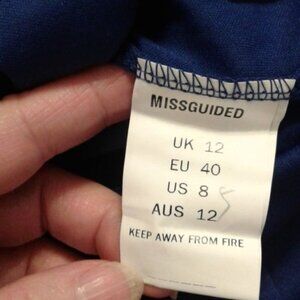 MISSGUIDED
UK 12
EU 40
US 8
AUS 12
KEEP AWAY FROM FIRE